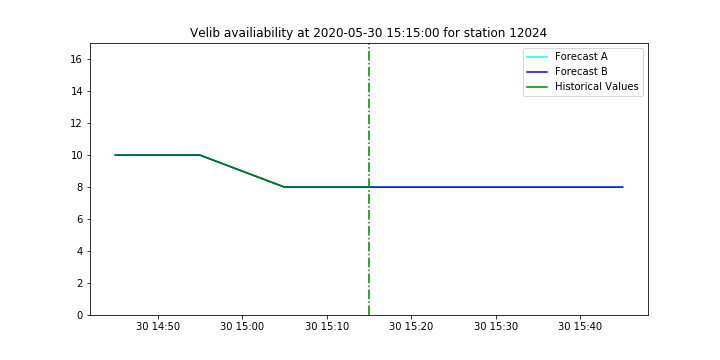 Velib availiability at 2020-05-30 15:15:00 for station 12024
Forecast A
Forecast B
Historical Values
16
14
12
10
8
6
4
2
0
30 14:50 30 15:00 30 15:10 30 15:20 30 15:30 30 15:40